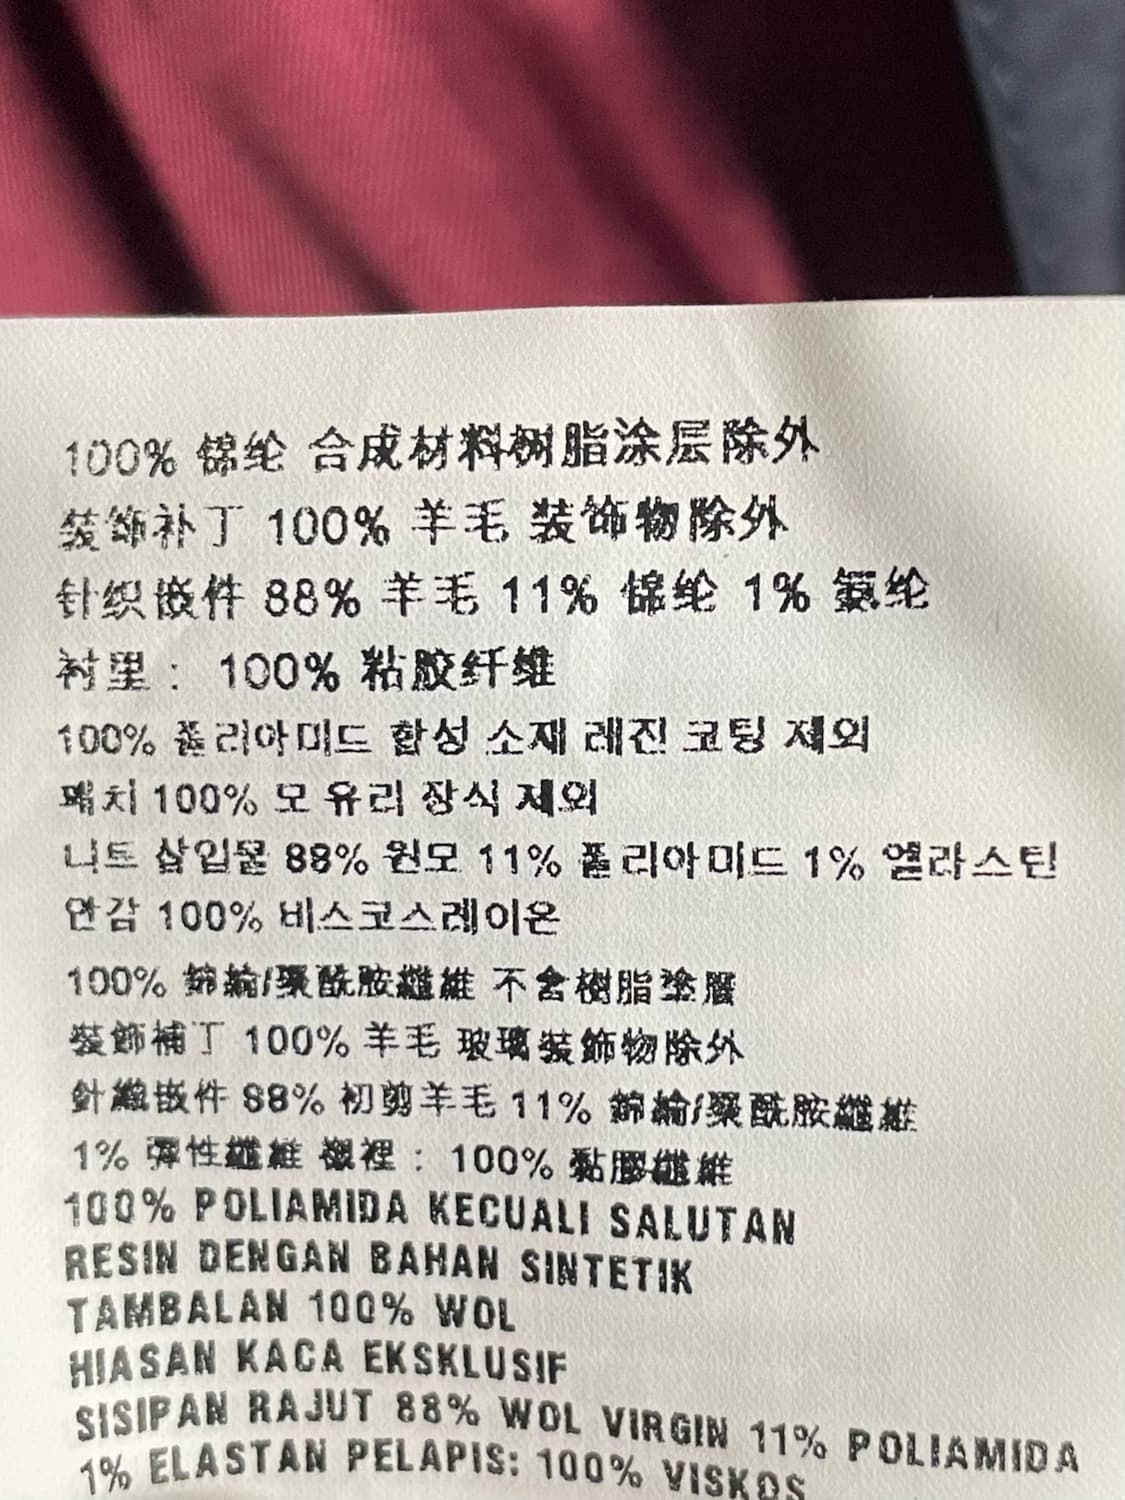 100% 锦纶 合成材料树脂涂层除外
装饰补丁 100% 羊毛 装饰物除外
针织嵌件 88% 羊毛 11% 锦纶 1% 氨纶
衬里： 100% 粘胶纤维
100% 폴리아미드 합성 소재 레진 코팅 제외
패치 100% 모 유리 장식 제외
니트 삽입물 88% 원모 11% 폴리아미드 1% 엘라스틴
안감 100% 비스코스레이온
100% 錦綸/聚酰胺纖維 不含樹脂塗層
裝飾補丁 100% 羊毛 玻璃裝飾物除外
針織嵌件 88% 初剪羊毛 11% 錦綸/聚酰胺纖維
1% 彈性纖維 襯裡： 100% 黏膠纖維
100% POLIAMIDA KECUALI SALUTAN
RESIN DENGAN BAHAN SINTETIK
TAMBALAN 100% WOL
HIASAN KACA EKSKLUSIF
SISIPAN RAJUT 88% WOL VIRGIN 11% POLIAMIDA
1% ELASTAN PELAPIS: 100% VISKOS